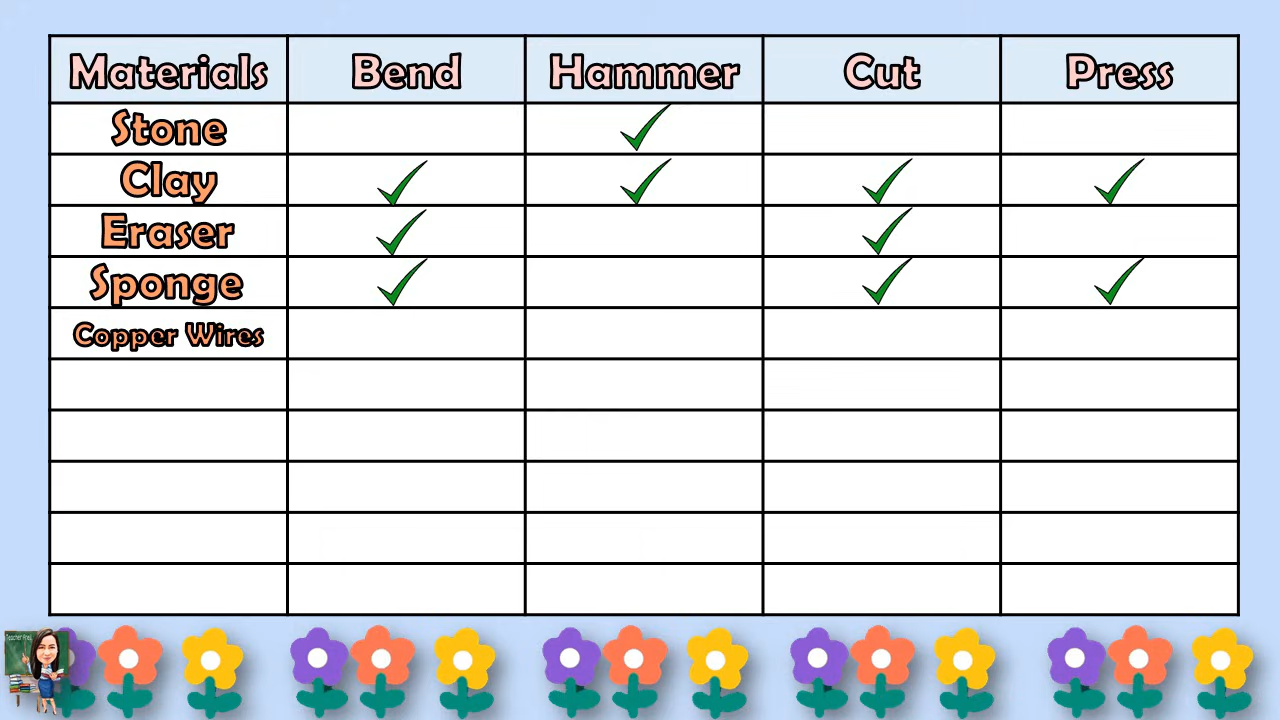 Materials Bend Hammer Cut Press
Stone ✓
Clay ✓ ✓ ✓ ✓
Eraser ✓ ✓
Sponge ✓ ✓ ✓
Copper Wires